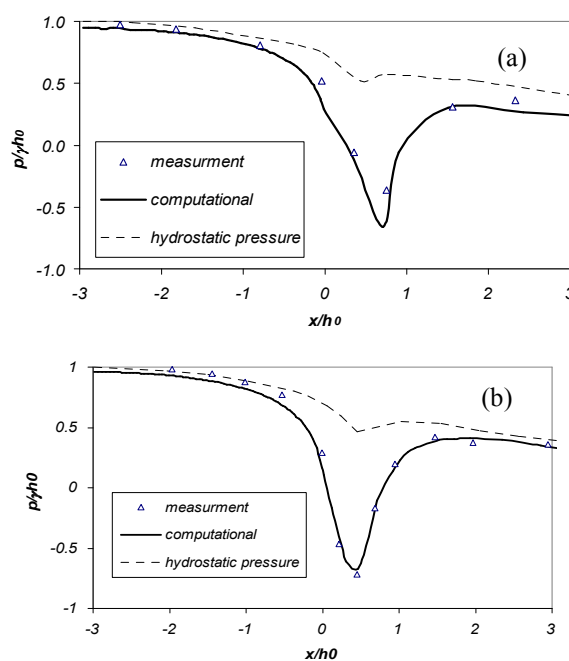 (a)
1.0
0.5
0.0
-0.5
-1.0
p/γh0
measurment
computational
hydrostatic pressure
-3 -2 -1 0 1 2 3
x/h0
(b)
1
0.5
0
-0.5
-1
p/γh0
measurment
computational
hydrostatic pressure
-3 -2 -1 0 1 2 3
x/h0